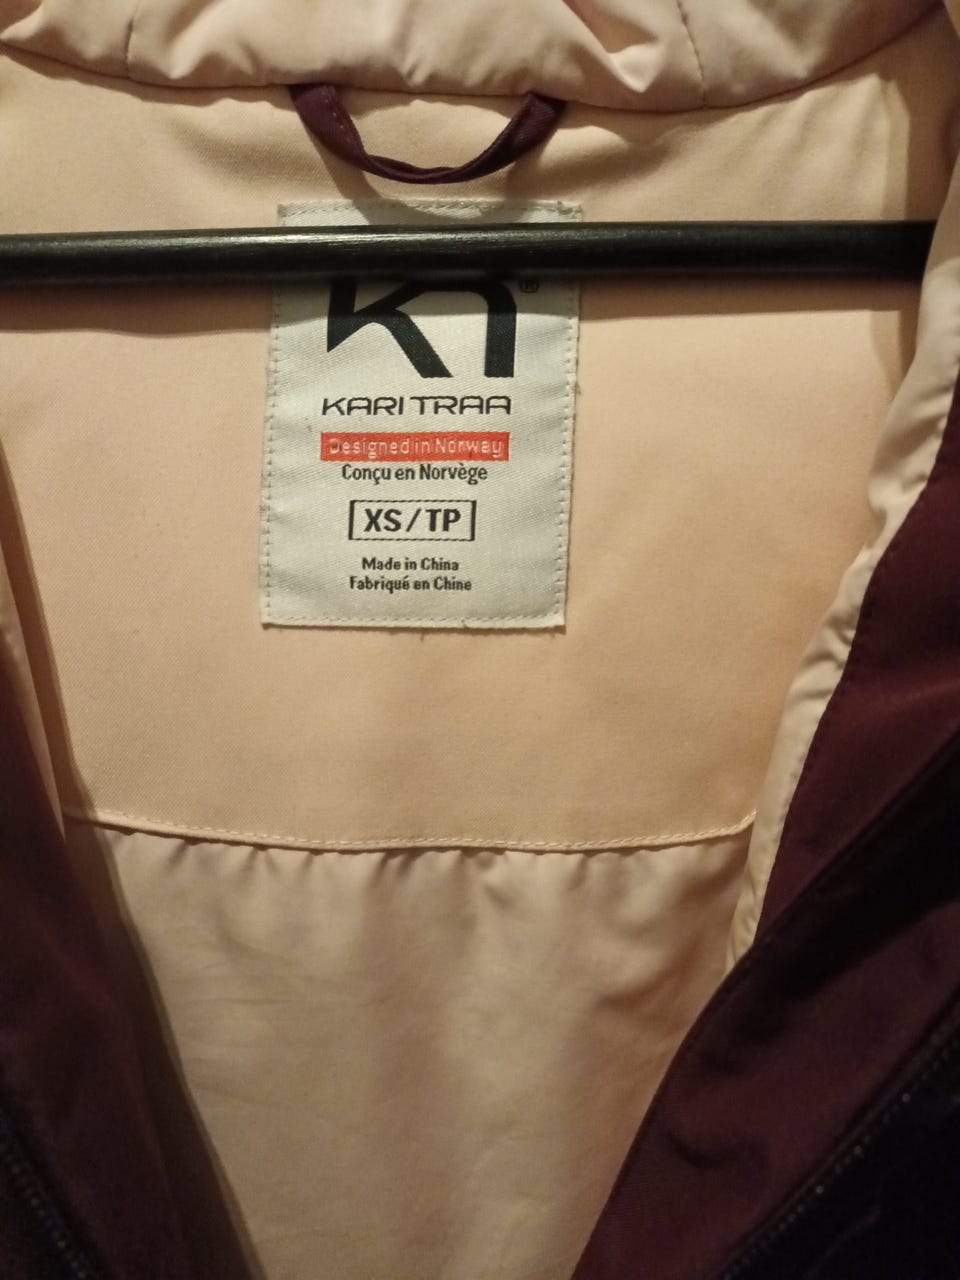 KARI TRAA
Designed in Norway
Conçu en Norvège
XS/TP
Made in China
Fabriqué en Chine